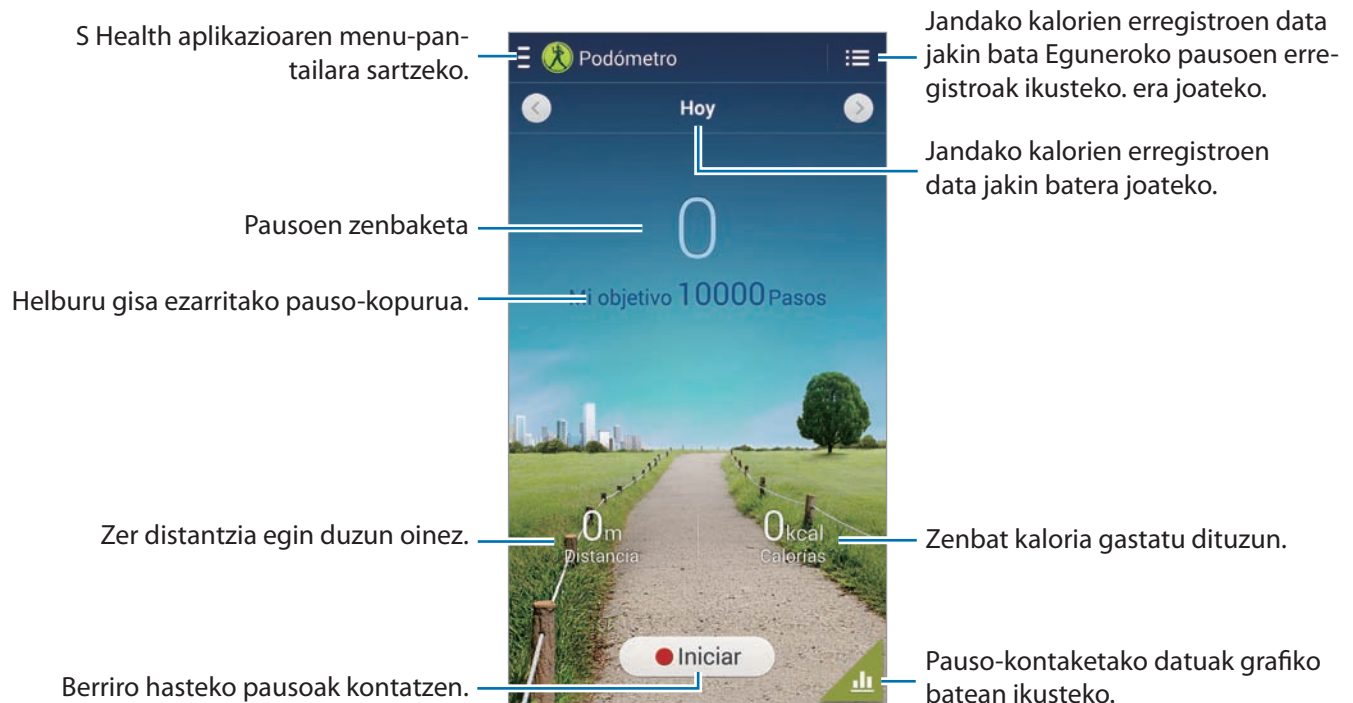 S Health aplikazioaren menu-pan-
tailara sartzeko.
Podómetro
Jandako kalorien erregistroen data
jakin bata Eguneroko pausoen erre-
gistroak ikusteko. era joateko.
Hoy
Jandako kalorien erregistroen
data jakin batera joateko.
Pausoen zenbaketa
0
Helburu gisa ezarritako pauso-kopurua.
Mi objetivo 10000 Pasos
Zer distantzia egin duzun oinez.
0m
Distancia
0kcal
Calorías
Zenbat kaloria gastatu dituzun.
Iniciar
Berriro hasteko pausoak kontatzen.
Pauso-kontaketako datuak grafiko
batean ikusteko.